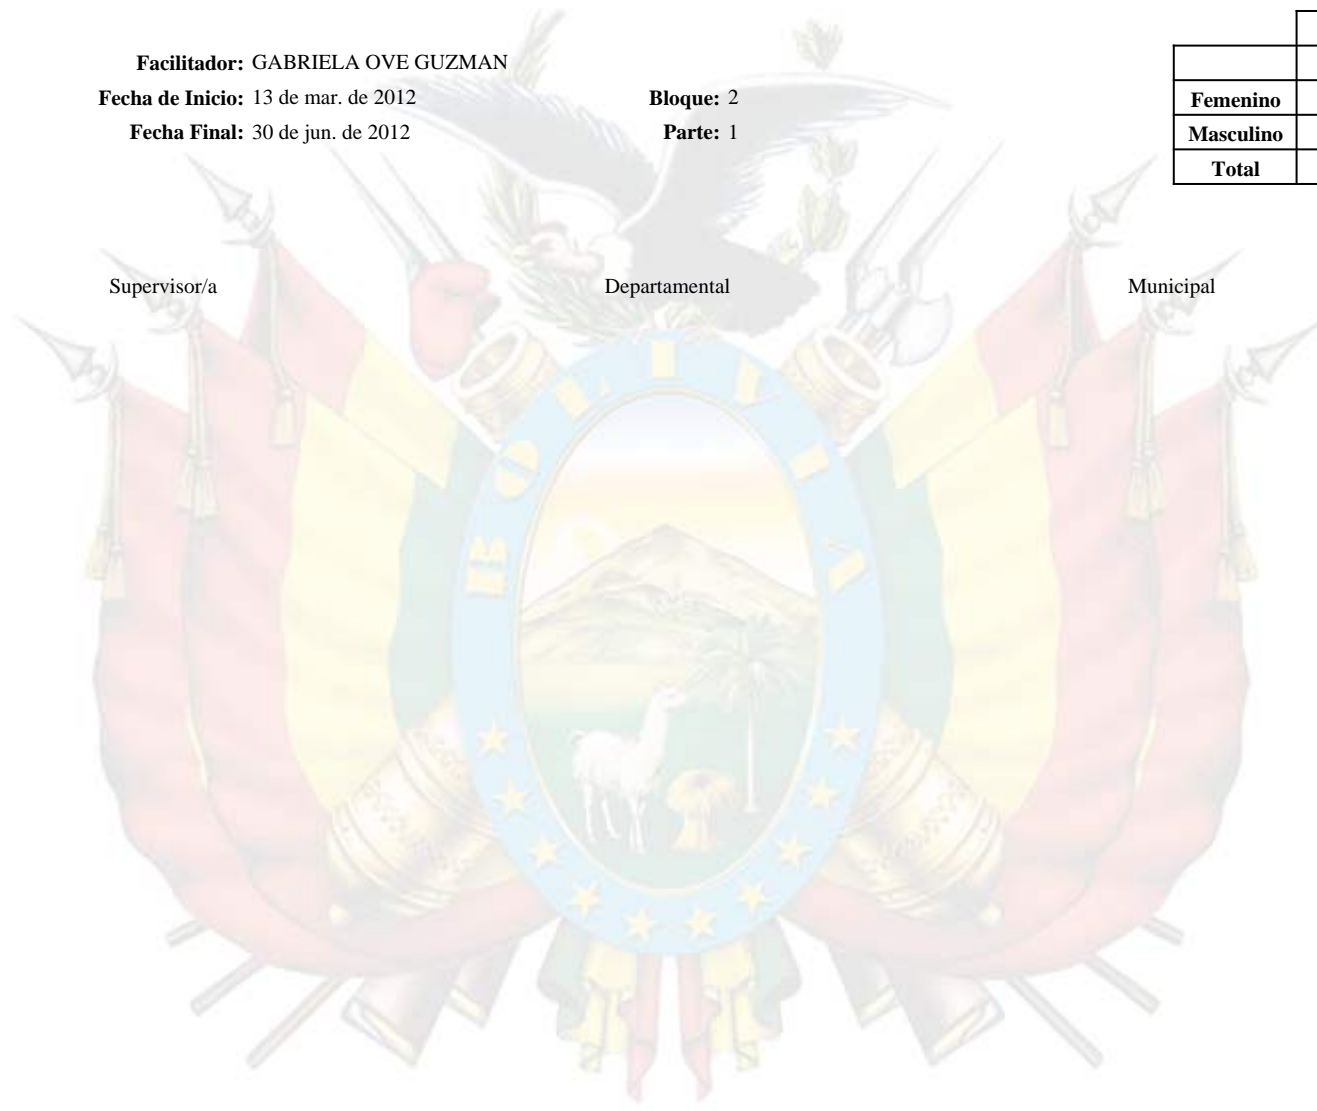 Facilitador: GABRIELA OVE GUZMAN
Fecha de Inicio: 13 de mar. de 2012 Bloque: 2
Femenino
Fecha Final: 30 de jun. de 2012 Parte: 1
Masculino
Total
Supervisor/a Departamental Municipal
BOLIVIA